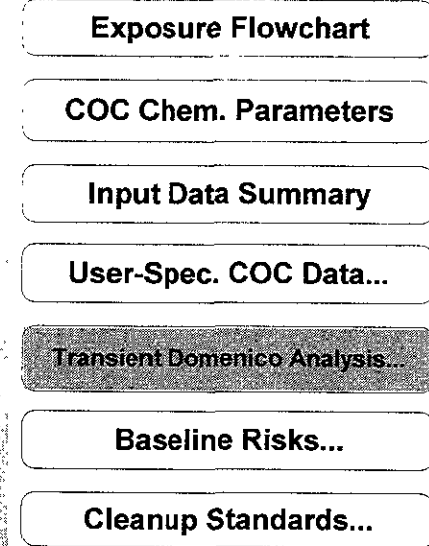 Exposure Flowchart
COC Chem. Parameters
Input Data Summary
User-Spec. COC Data...
Transient Domenico Analysis...
Baseline Risks...
Cleanup Standards...